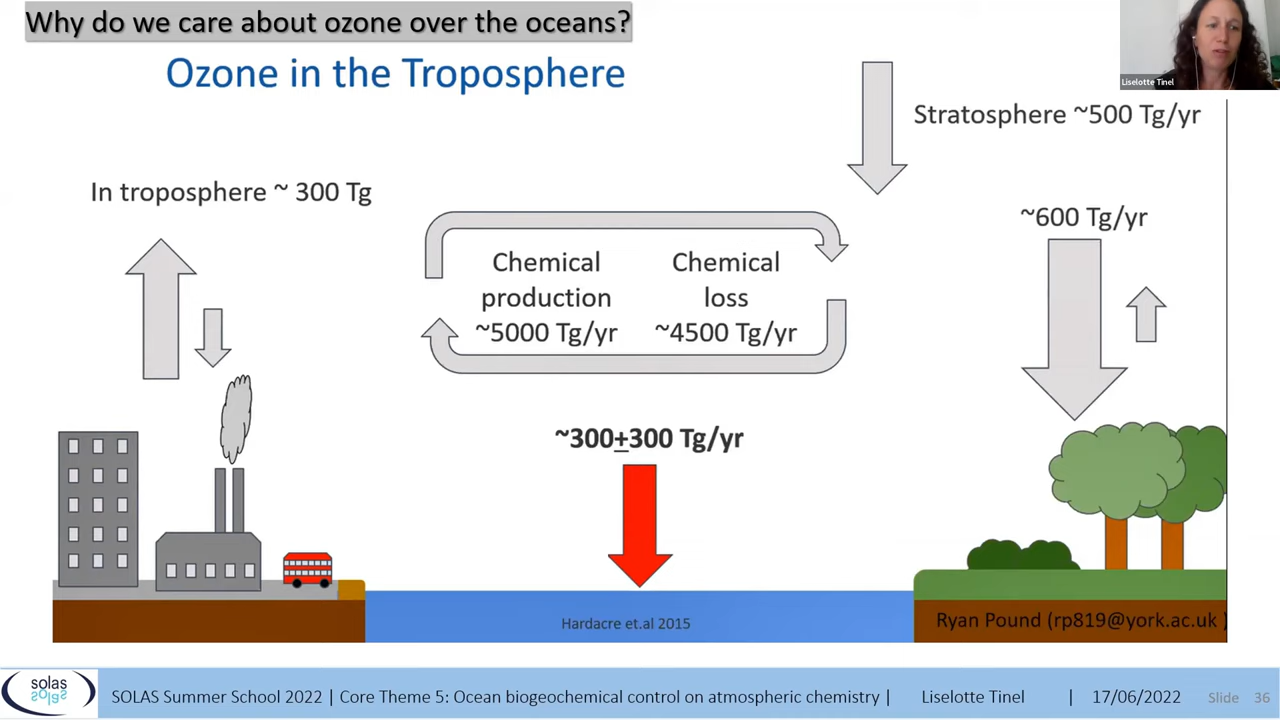 Why do we care about ozone over the oceans?
Liselotte Tinel
Ozone in the Troposphere
Stratosphere ~500 Tg/yr
In troposphere ~ 300 Tg
~600 Tg/yr
Chemical production ~5000 Tg/yr
Chemical loss ~4500 Tg/yr
~300±300 Tg/yr
Hardacre et.al 2015
Ryan Pound (rp819@york.ac.uk )
solas
solas
SOLAS Summer School 2022 | Core Theme 5: Ocean biogeochemical control on atmospheric chemistry | Liselotte Tinel | 17/06/2022 Slide 36